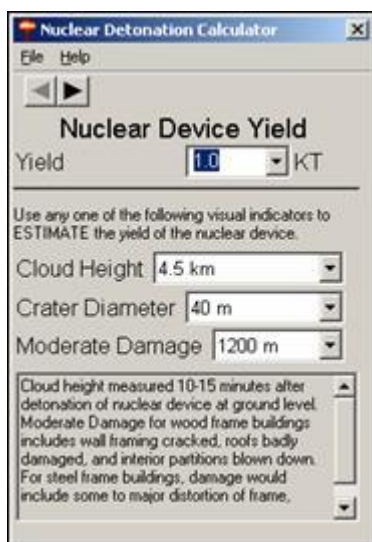 Nuclear Detonation Calculator
File Help
Nuclear Device Yield
Yield 1.0 KT
Use any one of the following visual indicators to
ESTIMATE the yield of the nuclear device.
Cloud Height 4.5 km
Crater Diameter 40 m
Moderate Damage 1200 m
Cloud height measured 10-15 minutes after
detonation of nuclear device at ground level.
Moderate Damage for wood frame buildings
includes wall framing cracked, roofs badly
damaged, and interior partitions blown down.
For steel frame buildings, damage would
include some to major distortion of frame,